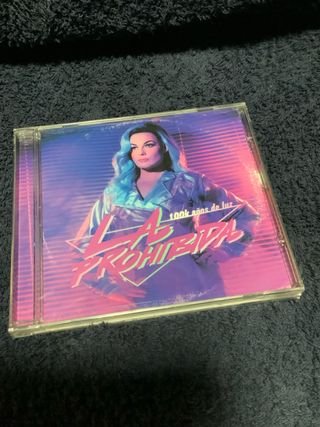 100k años de luz
LA
PROHIBIDA